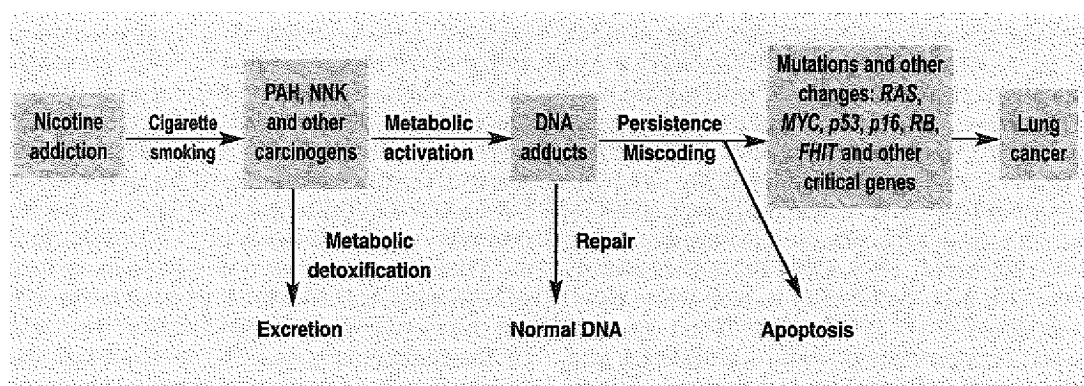 Nicotine
addiction
Cigarette
smoking
PAH, NNK
and other
carcinogens
Metabolic
activation
DNA
adducts
Persistence
Miscoding
Mutations and other
changes: RAS,
MYC, p53, p16, RB,
FHIT and other
critical genes
Lung
cancer
Metabolic
detoxification
Repair
Excretion
Normal DNA
Apoptosis